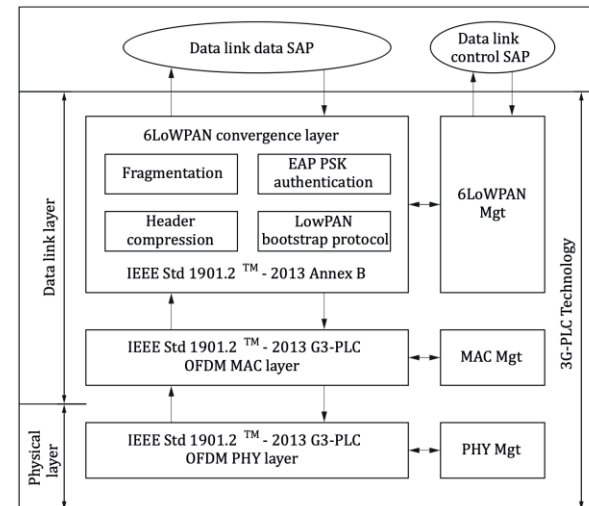 Data link data SAP
Data link
control SAP
6LoWPAN convergence layer
Fragmentation
EAP PSK
authentication
Header
compression
LowPAN
bootstrap protocol
IEEE Std 1901.2 ™ - 2013 Annex B
6LoWPAN
Mgt
Data link layer
IEEE Std 1901.2 ™ - 2013 G3-PLC
OFDM MAC layer
MAC Mgt
3G-PLC Technology
Physical
layer
IEEE Std 1901.2 ™ - 2013 G3-PLC
OFDM PHY layer
PHY Mgt